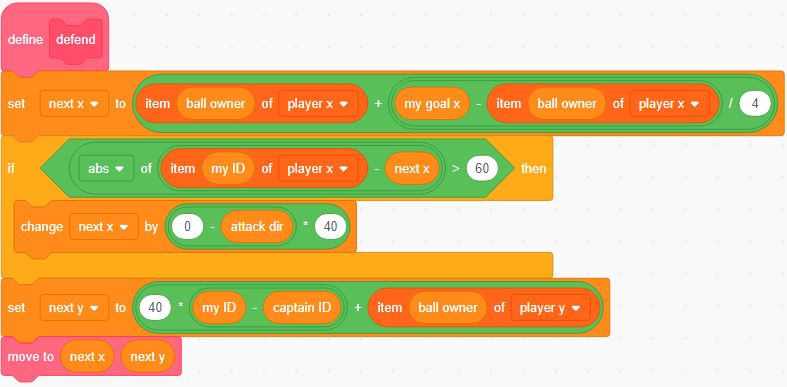 define defend
set next x to item ball owner of player x + my goal x - item ball owner of player x / 4
if abs of item my ID of player x - next x > 60 then
change next x by 0 - attack dir * 40
set next y to 40 * my ID - captain ID + item ball owner of player y
move to next x next y